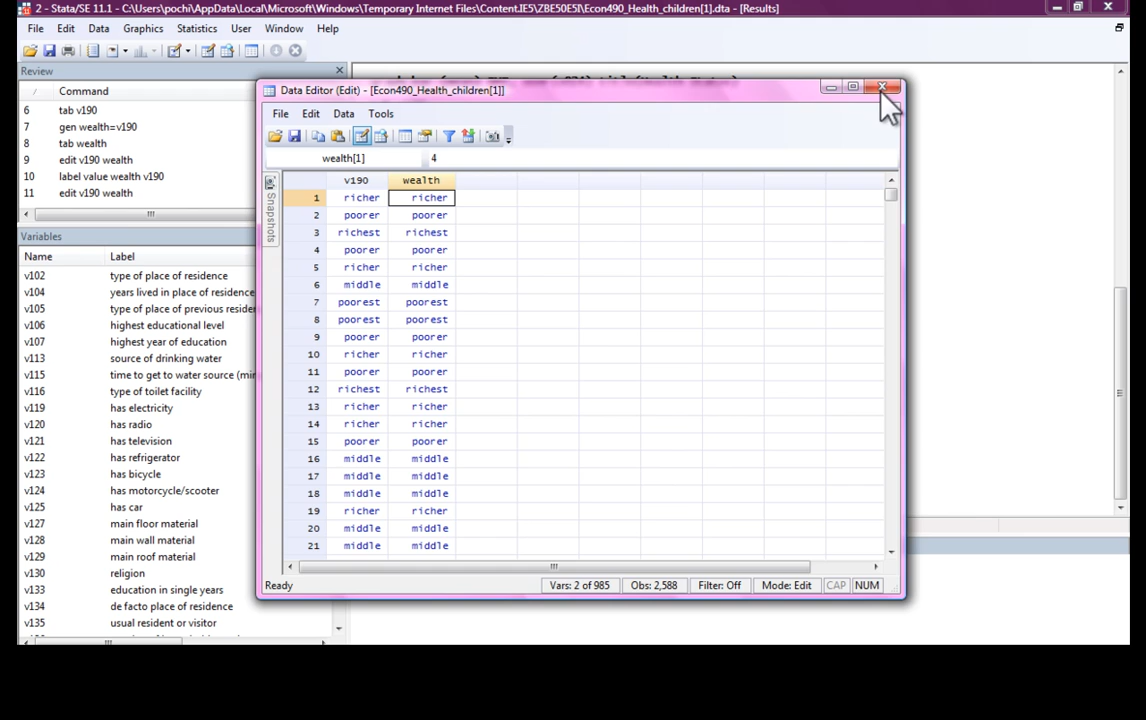 2 - Stata/SE 11.1 - C:\Users\pochi\AppData\Local\Microsoft\Windows\Temporary Internet Files\Content.IE5\ZBE50E5I\Econ490_Health_children[1].dta - [Results]
File Edit Data Graphics Statistics User Window Help
Review
Command
6 tab v190
7 gen wealth=v190
8 tab wealth
9 edit v190 wealth
10 label value wealth v190
11 edit v190 wealth
Variables
Name Label
v102 type of place of residence
v104 years lived in place of residence
v105 type of place of previous reside
v106 highest educational level
v107 highest year of education
v113 source of drinking water
v115 time to get to water source (mi
v116 type of toilet facility
v119 has electricity
v120 has radio
v121 has television
v122 has refrigerator
v123 has bicycle
v124 has motorcycle/scooter
v125 has car
v127 main floor material
v128 main wall material
v129 main roof material
v130 religion
v133 education in single years
v134 de facto place of residence
v135 usual resident or visitor
Data Editor (Edit) - [Econ490_Health_children[1]]
File Edit Data Tools
wealth[1] 4
Snapshots
v190 wealth
1 richer richer
2 poorer poorer
3 richest richest
4 poorer poorer
5 richer richer
6 middle middle
7 poorest poorest
8 poorest poorest
9 poorer poorer
10 richer richer
11 poorer poorer
12 richest richest
13 richer richer
14 richer richer
15 poorer poorer
16 middle middle
17 middle middle
18 middle middle
19 richer richer
20 middle middle
21 middle middle
Ready Vars: 2 of 985 Obs: 2,588 Filter: Off Mode: Edit CAP NUM